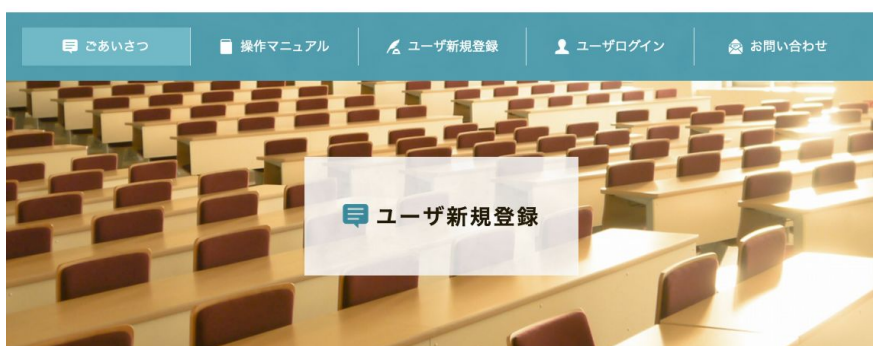 ごあいさつ
操作マニュアル
ユーザ新規登録
ユーザログイン
お問い合わせ
ユーザ新規登録